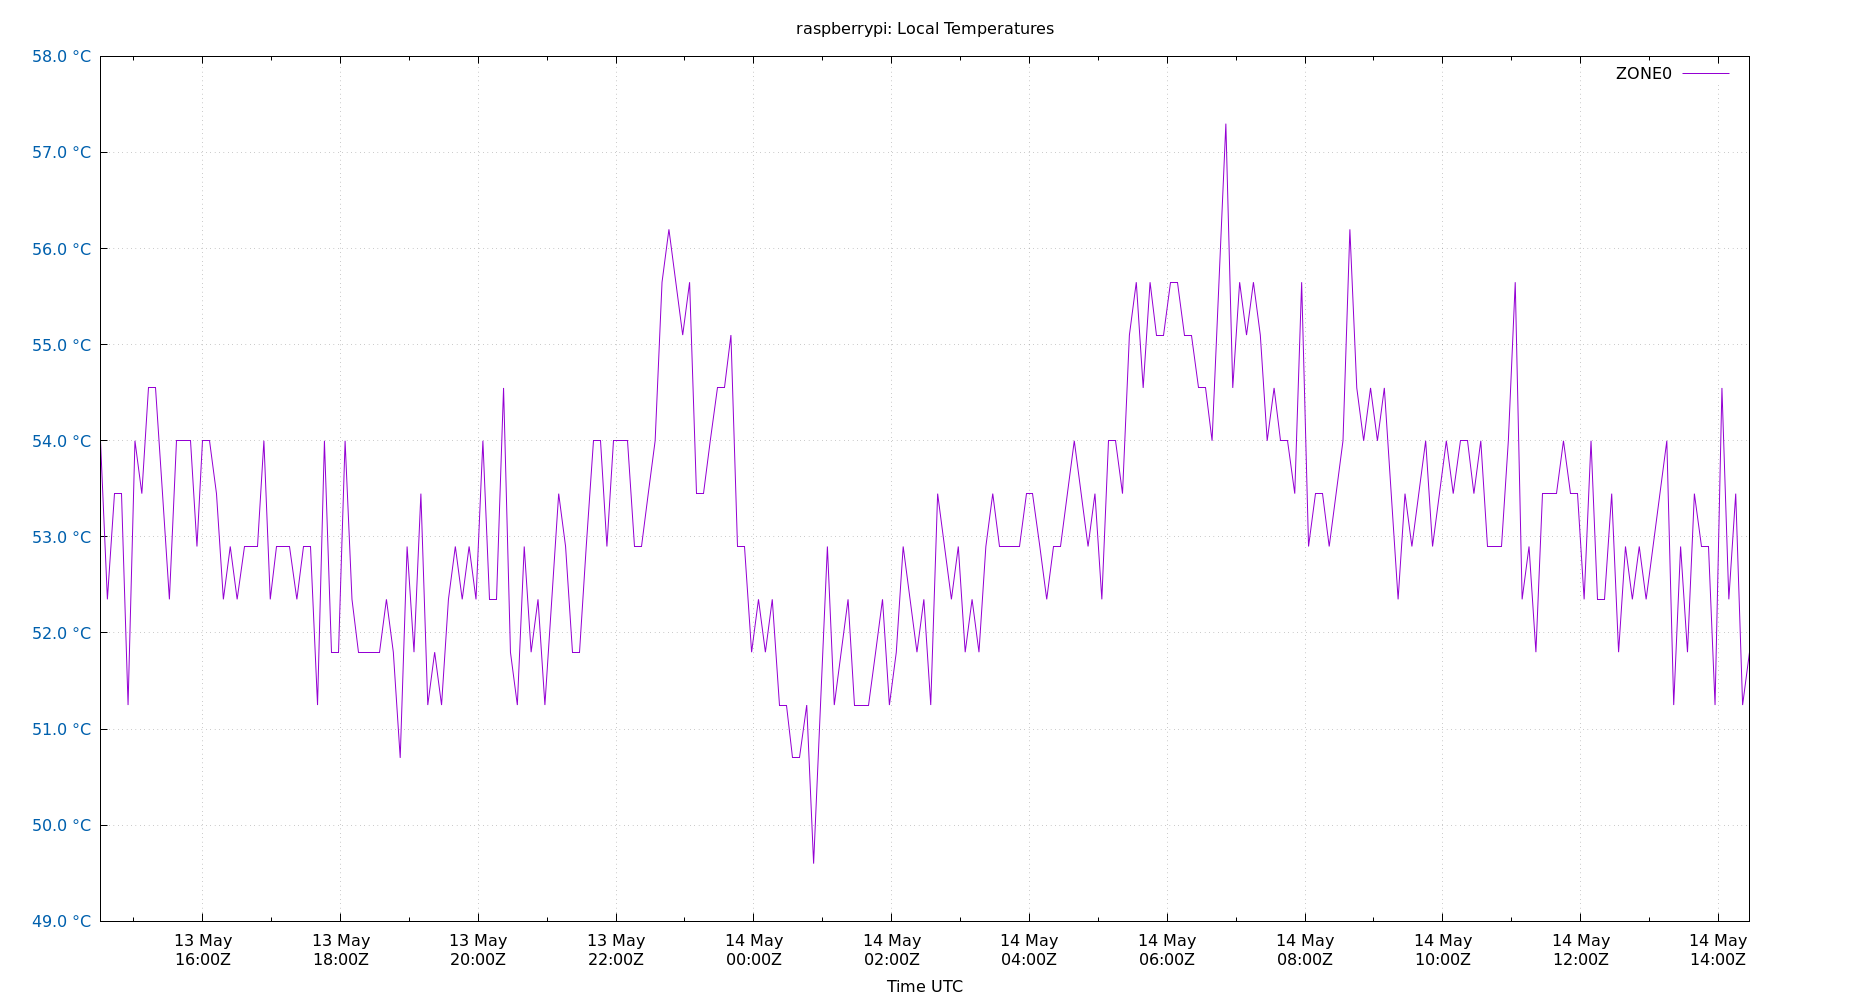 raspberrypi: Local Temperatures
58.0 °C
ZONE0
57.0 °C
56.0 °C
55.0 °C
54.0 °C
53.0 °C
52.0 °C
51.0 °C
50.0 °C
49.0 °C
13 May 13 May 13 May 13 May 14 May 14 May 14 May 14 May 14 May 14 May 14 May 14 May
16:00Z 18:00Z 20:00Z 22:00Z 00:00Z 02:00Z 04:00Z 06:00Z 08:00Z 10:00Z 12:00Z 14:00Z
Time UTC